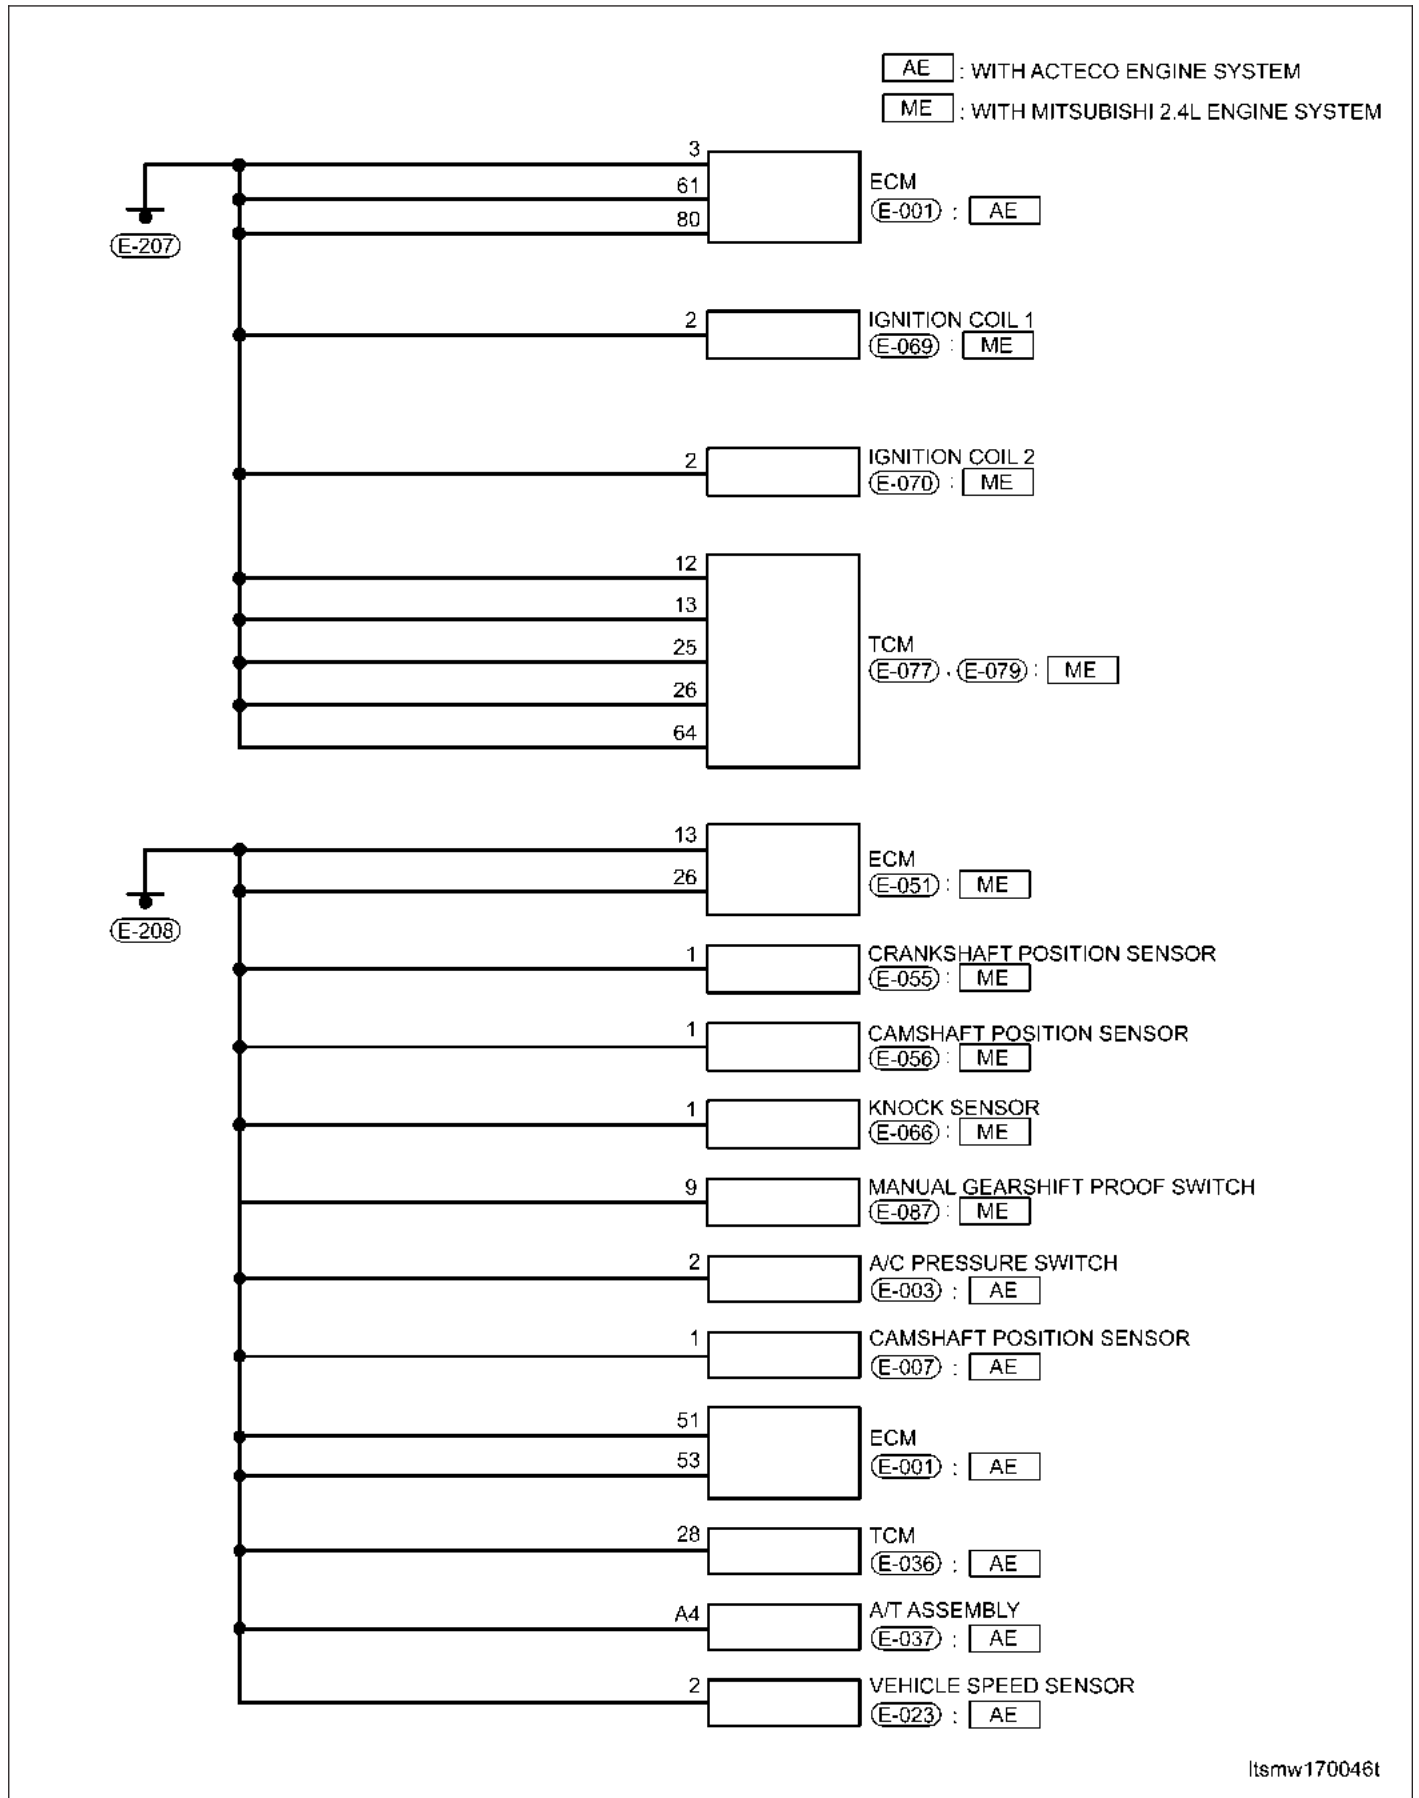 AE : WITH ACTECO ENGINE SYSTEM
ME : WITH MITSUBISHI 2.4L ENGINE SYSTEM
3
61
80
ECM
E-001 : AE
E-207
2
IGNITION COIL 1
E-069 : ME
2
IGNITION COIL 2
E-070 : ME
12
13
25
26
64
TCM
E-077 , E-079 : ME
13
26
ECM
E-051 : ME
E-208
1
CRANKSHAFT POSITION SENSOR
E-055 : ME
1
CAMSHAFT POSITION SENSOR
E-056 : ME
1
KNOCK SENSOR
E-066 : ME
9
MANUAL GEARSHIFT PROOF SWITCH
E-087 : ME
2
A/C PRESSURE SWITCH
E-003 : AE
1
CAMSHAFT POSITION SENSOR
E-007 : AE
51
53
ECM
E-001 : AE
28
TCM
E-036 : AE
A4
A/T ASSEMBLY
E-037 : AE
2
VEHICLE SPEED SENSOR
E-023 : AE
ltsmw170046t